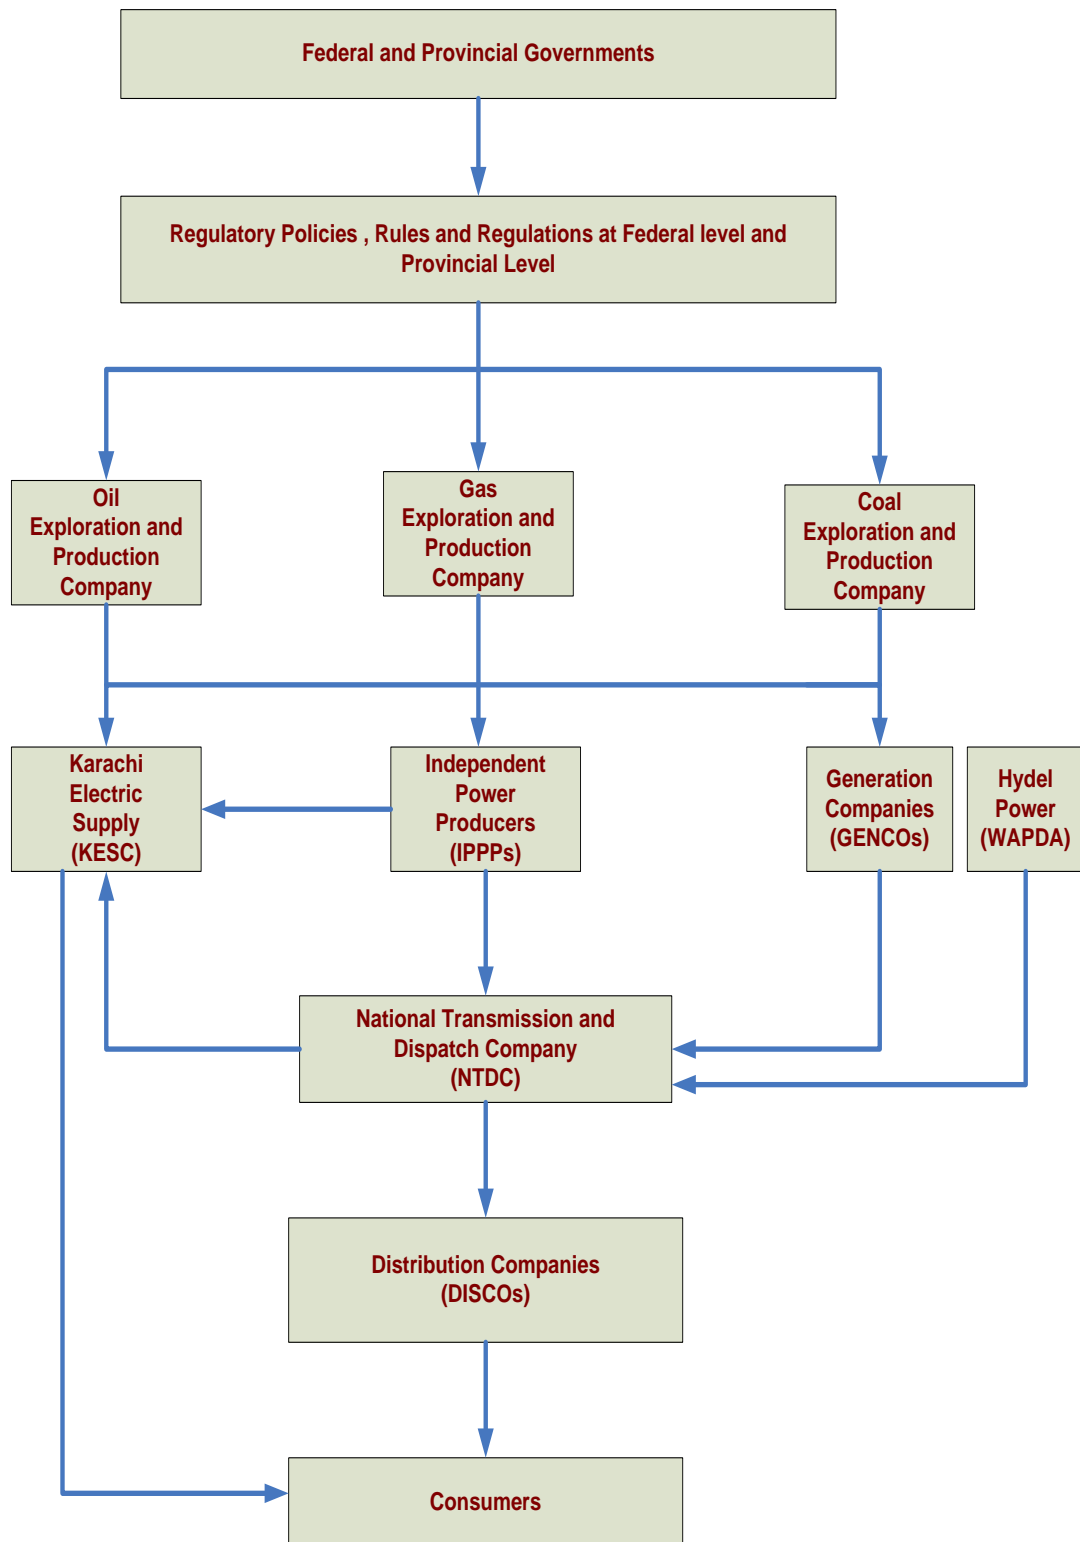 Federal and Provincial Governments
Regulatory Policies , Rules and Regulations at Federal level and
Provincial Level
Oil
Exploration and
Production
Company
Gas
Exploration and
Production
Company
Coal
Exploration and
Production
Company
Karachi
Electric
Supply
(KESC)
Independent
Power
Producers
(IPPPs)
Generation
Companies
(GENCOs)
Hydel
Power
(WAPDA)
National Transmission and
Dispatch Company
(NTDC)
Distribution Companies
(DISCOs)
Consumers